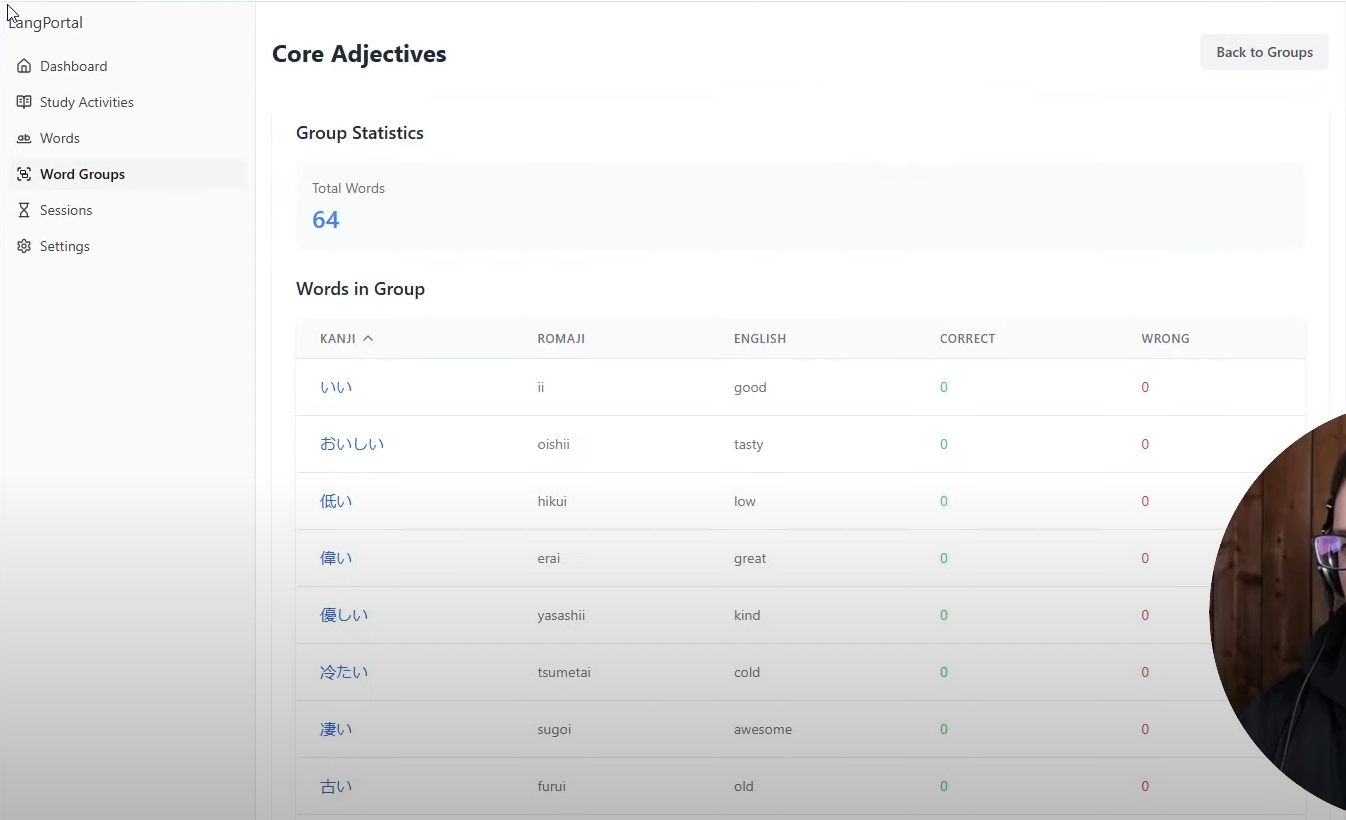 LangPortal
Dashboard
Study Activities
Words
Word Groups
Sessions
Settings
Core Adjectives
Back to Groups
Group Statistics
Total Words
64
Words in Group
KANJI ROMAJI ENGLISH CORRECT WRONG
いい ii good 0 0
おいしい oishii tasty 0 0
低い hikui low 0 0
偉い erai great 0 0
優しい yasashii kind 0 0
冷たい tsumetai cold 0 0
凄い sugoi awesome 0 0
古い furui old 0 0